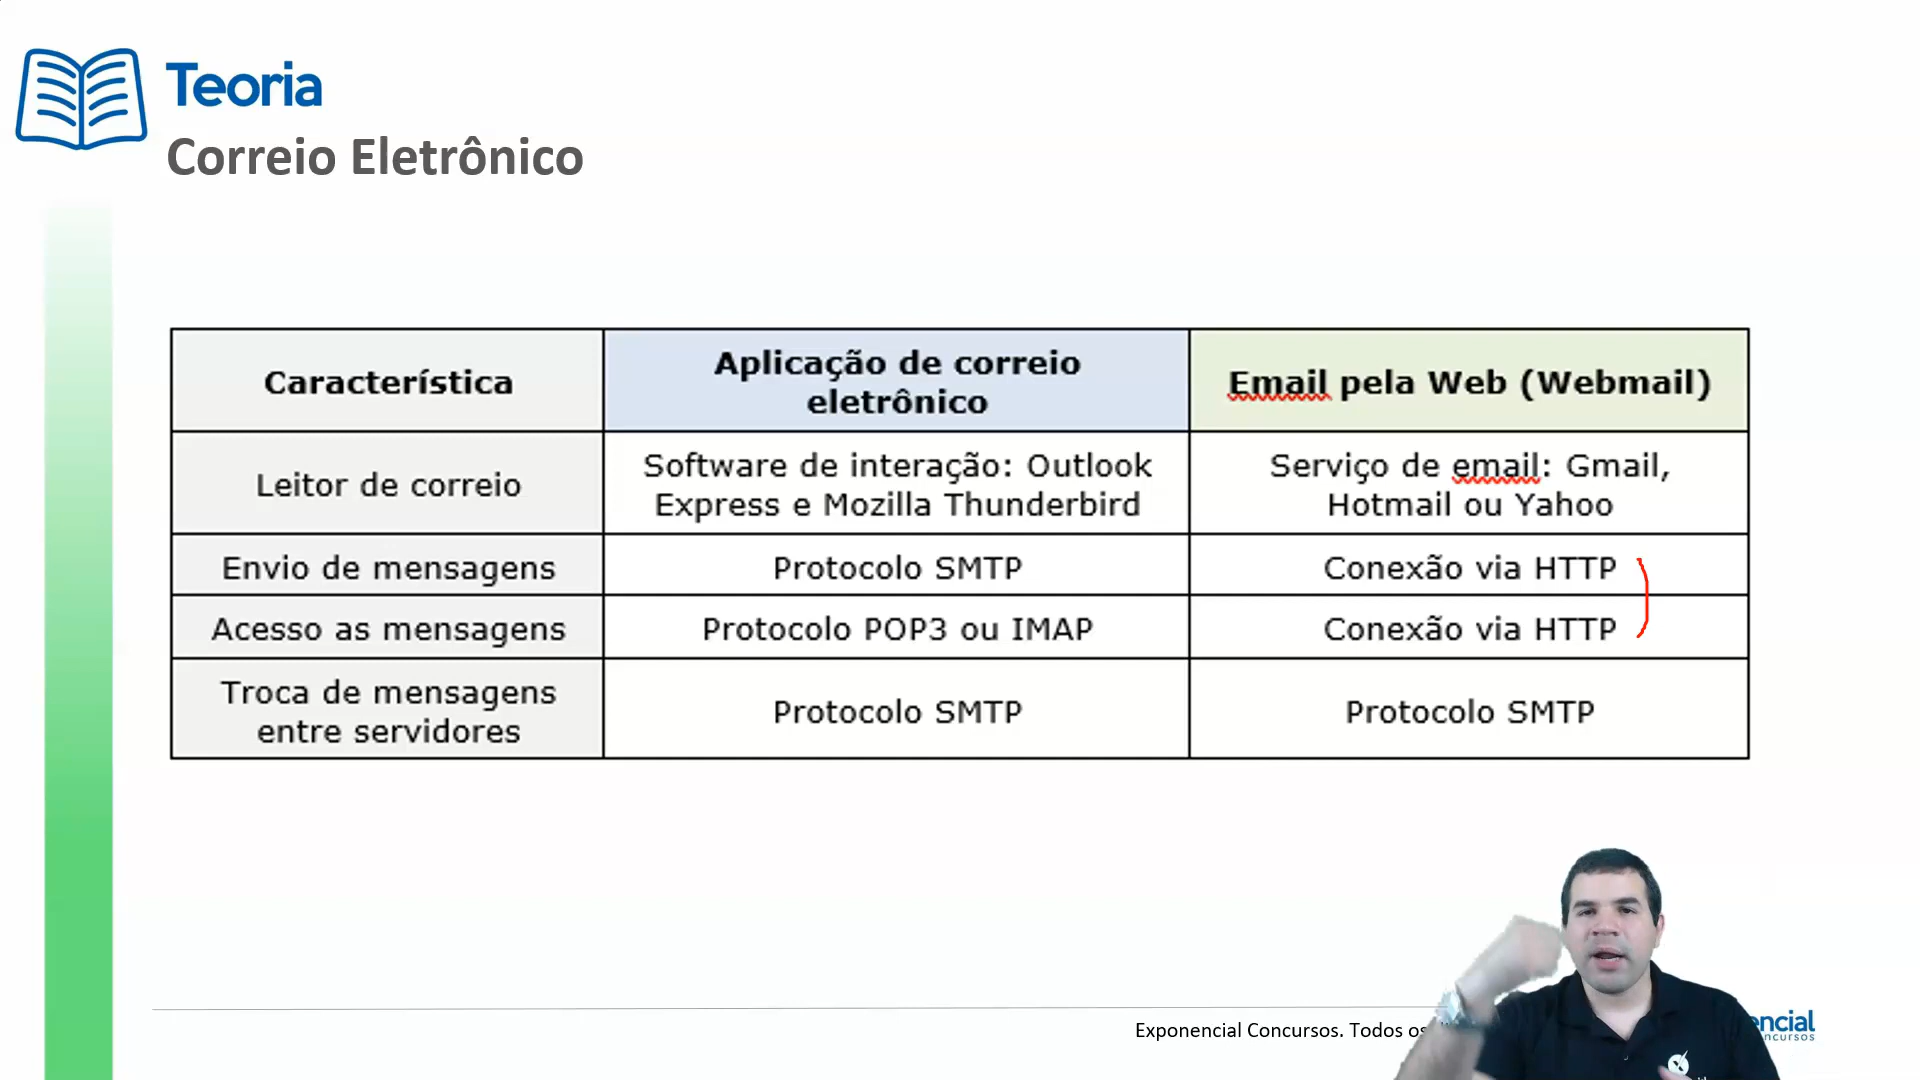 Teoria
Correio Eletrônico
Característica
Aplicação de correio
eletrônico
Email pela Web (Webmail)
Leitor de correio
Software de interação: Outlook
Express e Mozilla Thunderbird
Serviço de email: Gmail,
Hotmail ou Yahoo
Envio de mensagens
Protocolo SMTP
Conexão via HTTP
Acesso as mensagens
Protocolo POP3 ou IMAP
Conexão via HTTP
Troca de mensagens
entre servidores
Protocolo SMTP
Protocolo SMTP
Exponencial Concursos. Todos os